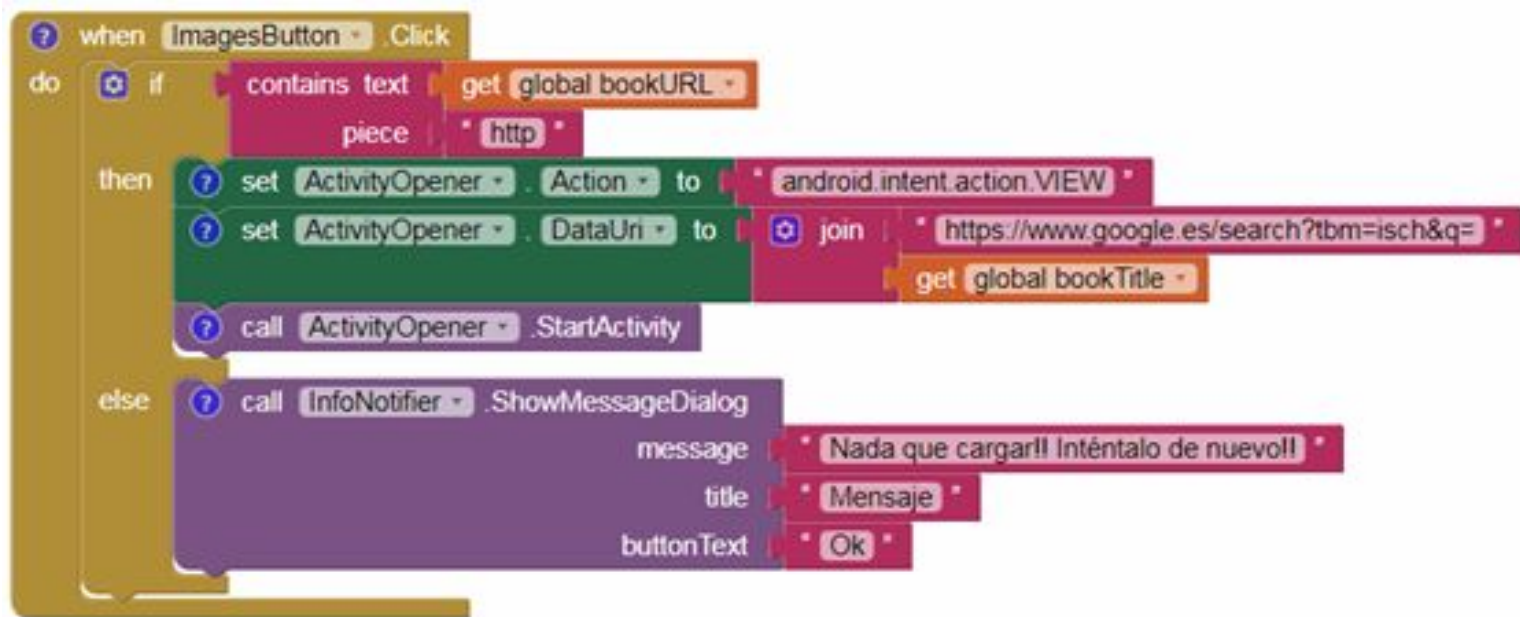 when ImagesButton .Click
do if contains text get global bookURL
piece " http "
then set ActivityOpener . Action to " android.intent.action.VIEW "
set ActivityOpener . DataUri to join " https://www.google.es/search?tbm=isch&q= "
get global bookTitle
call ActivityOpener .StartActivity
else call InfoNotifier .ShowMessageDialog
message " Nada que cargar!! Inténtalo de nuevo!! "
title " Mensaje "
buttonText " Ok "